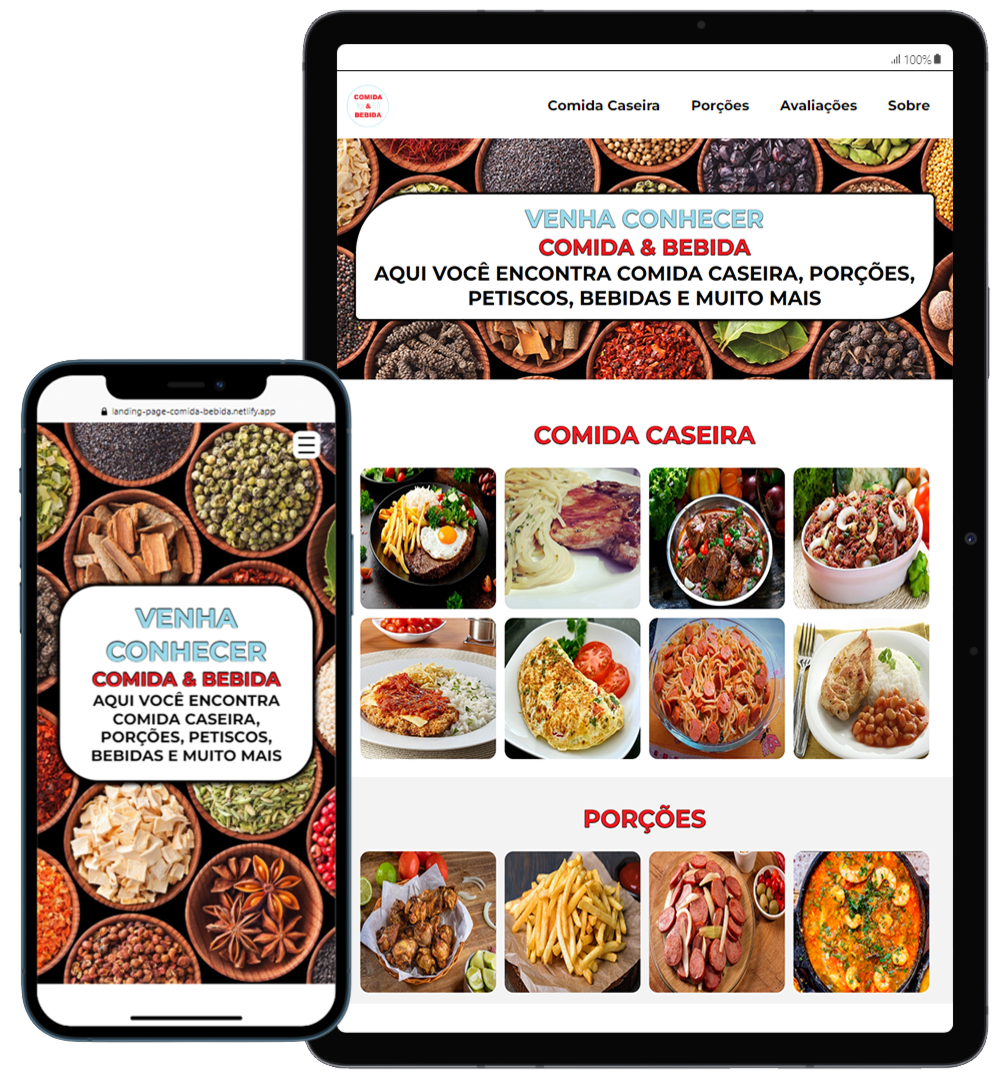 100%
COMIDA
&
BEBIDA
Comida Caseira Porções Avaliações Sobre
VENHA CONHECER
COMIDA & BEBIDA
AQUI VOCÊ ENCONTRA COMIDA CASEIRA, PORÇÕES,
PETISCOS, BEBIDAS E MUITO MAIS
COMIDA CASEIRA
PORÇÕES
landing-page-comida-bebida.netlify.app
VENHA
CONHECER
COMIDA & BEBIDA
AQUI VOCÊ ENCONTRA
COMIDA CASEIRA,
PORÇÕES, PETISCOS,
BEBIDAS E MUITO MAIS